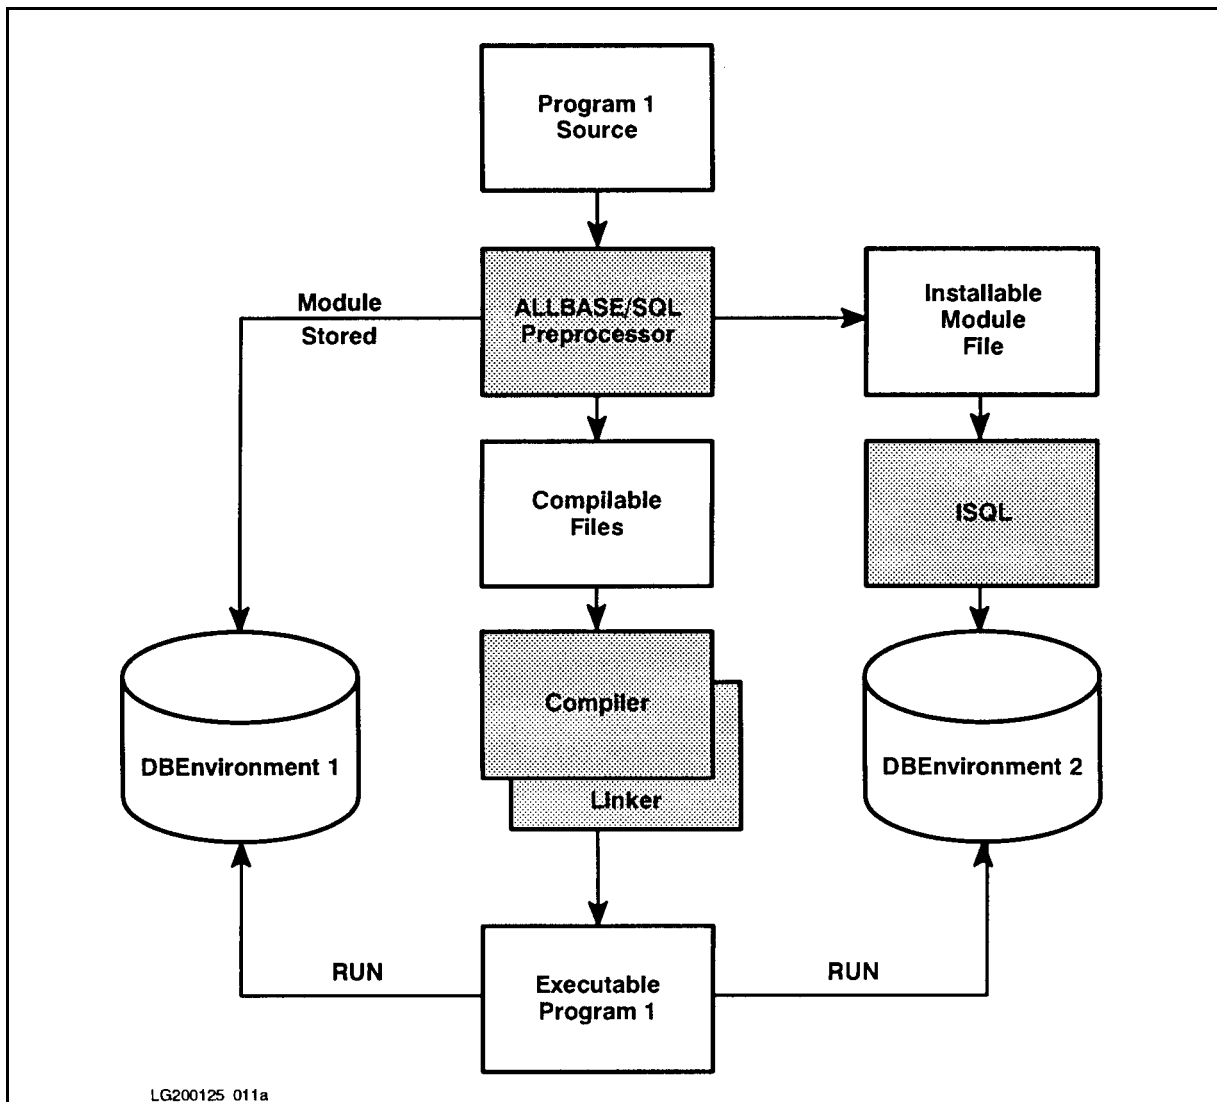 Program 1
Source
Module
Stored
ALLBASE/SQL
Preprocessor
Installable
Module
File
Compilable
Files
ISQL
Compiler
Linker
DBEnvironment 1
DBEnvironment 2
RUN
Executable
Program 1
RUN
LG200125 011a